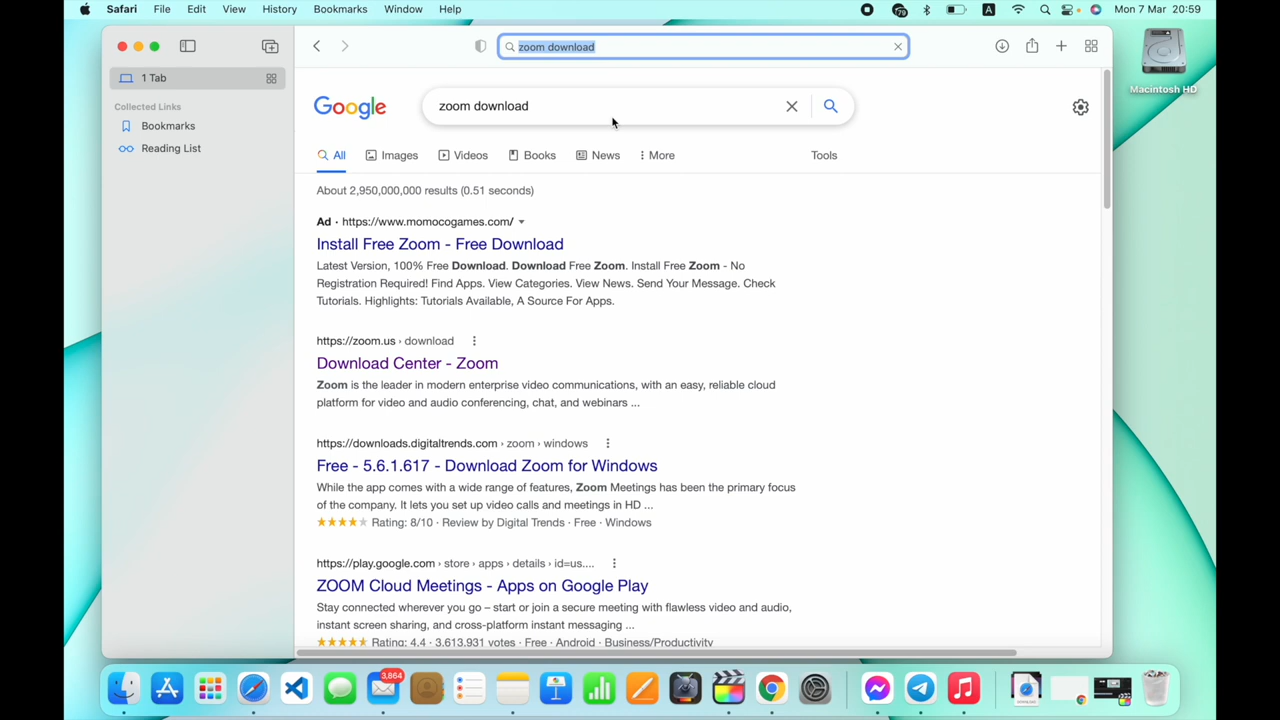 Safari File Edit View History Bookmarks Window Help 79 A Mon 7 Mar 20:59
zoom download
1 Tab
Collected Links
Bookmarks
Reading List
Macintosh HD
Google
zoom download
All Images Videos Books News More Tools
About 2,950,000,000 results (0.51 seconds)
Ad · https://www.momocogames.com/
Install Free Zoom - Free Download
Latest Version, 100% Free Download. Download Free Zoom. Install Free Zoom - No
Registration Required! Find Apps. View Categories. View News. Send Your Message. Check
Tutorials. Highlights: Tutorials Available, A Source For Apps.
https://zoom.us › download
Download Center - Zoom
Zoom is the leader in modern enterprise video communications, with an easy, reliable cloud
platform for video and audio conferencing, chat, and webinars ...
https://downloads.digitaltrends.com › zoom › windows
Free - 5.6.1.617 - Download Zoom for Windows
While the app comes with a wide range of features, Zoom Meetings has been the primary focus
of the company. It lets you set up video calls and meetings in HD ...
Rating: 8/10 · Review by Digital Trends · Free · Windows
https://play.google.com › store › apps › details › id=us....
ZOOM Cloud Meetings - Apps on Google Play
Stay connected wherever you go – start or join a secure meeting with flawless video and audio,
instant screen sharing, and cross-platform instant messaging ...
Rating: 4.4 · 3.613.931 votes · Free · Android · Business/Productivity
3,864